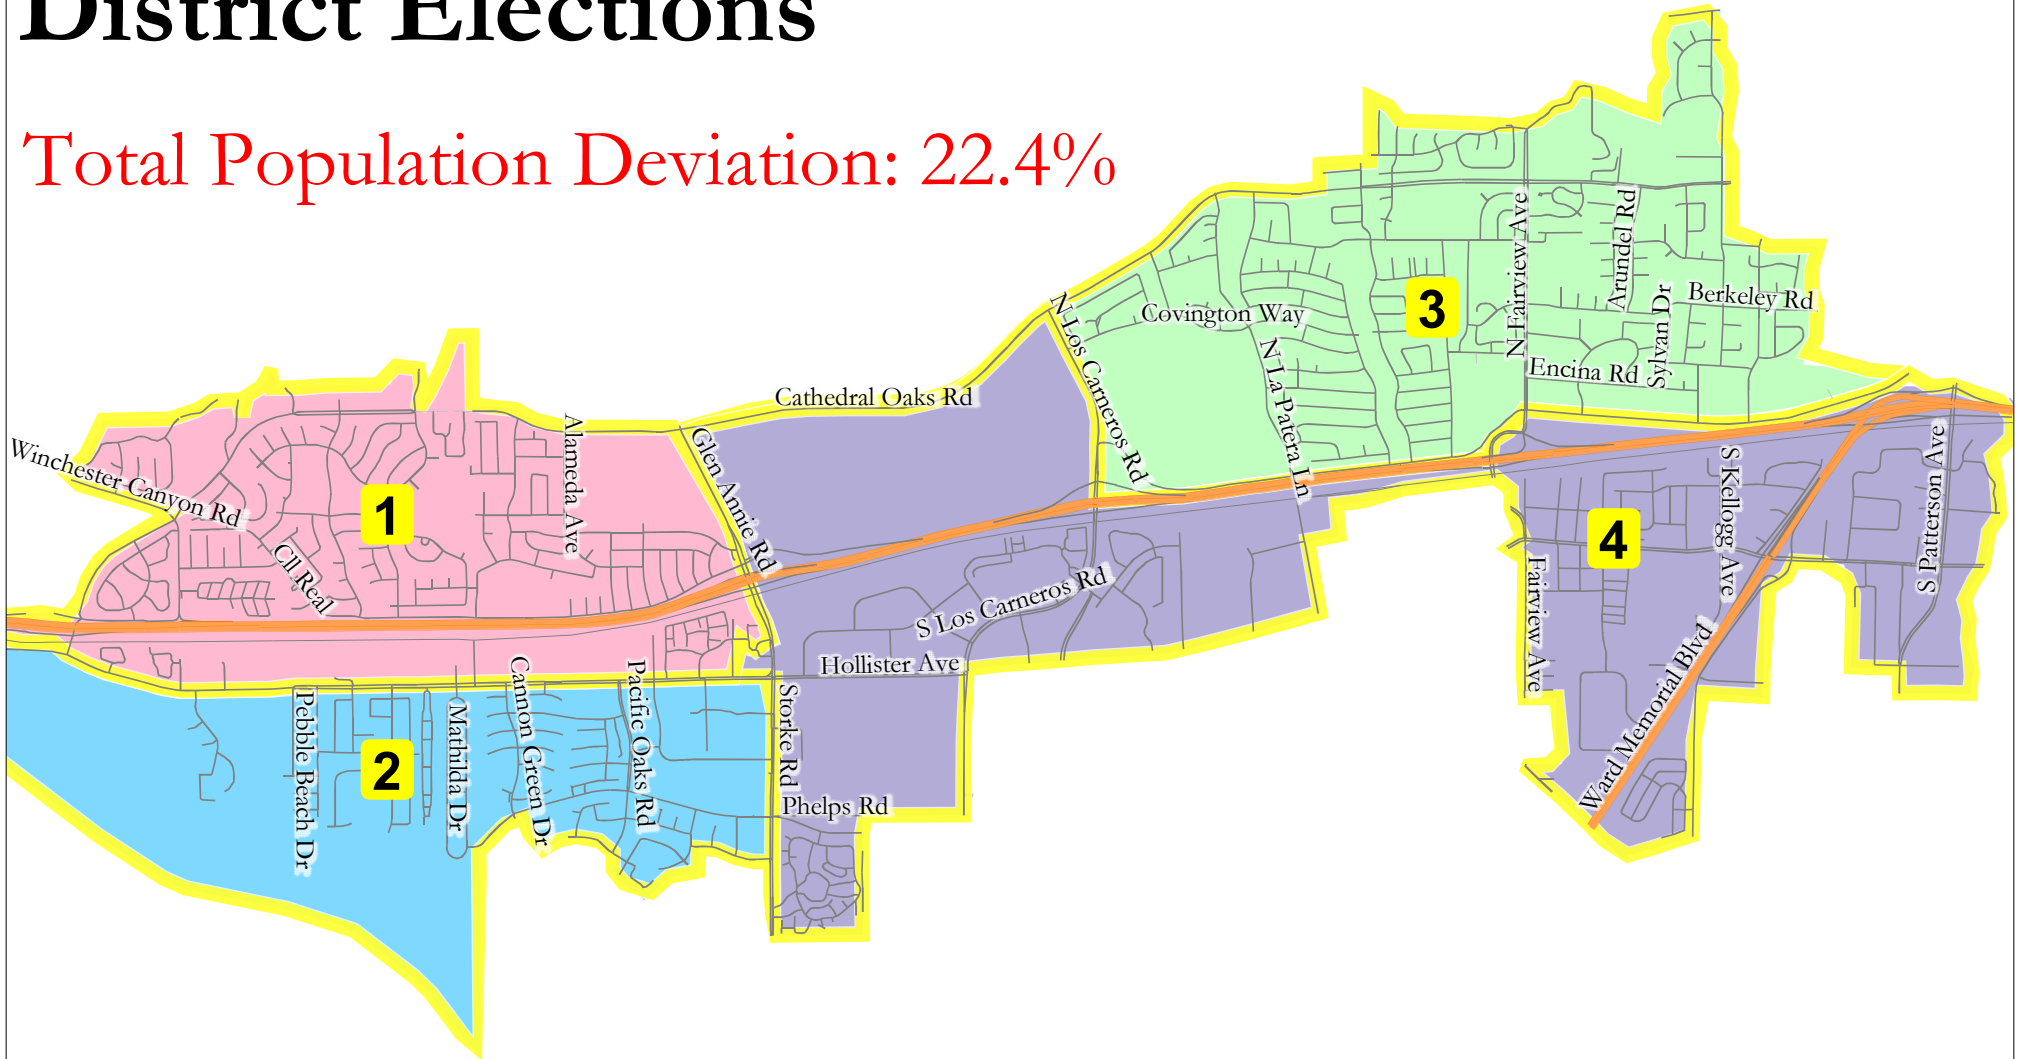 District Elections
Total Population Deviation: 22.4%
N Fairview Ave
Arundel Rd
Sylvan Dr
Berkeley Rd
3
Covington Way
N Los Carneros Rd
N La Patera Ln
Encina Rd
Cathedral Oaks Rd
Winchester Canyon Rd
Alameda Ave
Glen Annie Rd
1
Cll Real
S Kellogg Ave
S Patterson Ave
4
Fairview Ave
S Los Carneros Rd
Hollister Ave
Ward Memorial Blvd
Pebble Beach Dr
2
Mathilda Dr
Cannon Green Dr
Pacific Oaks Rd
Storke Rd
Phelps Rd